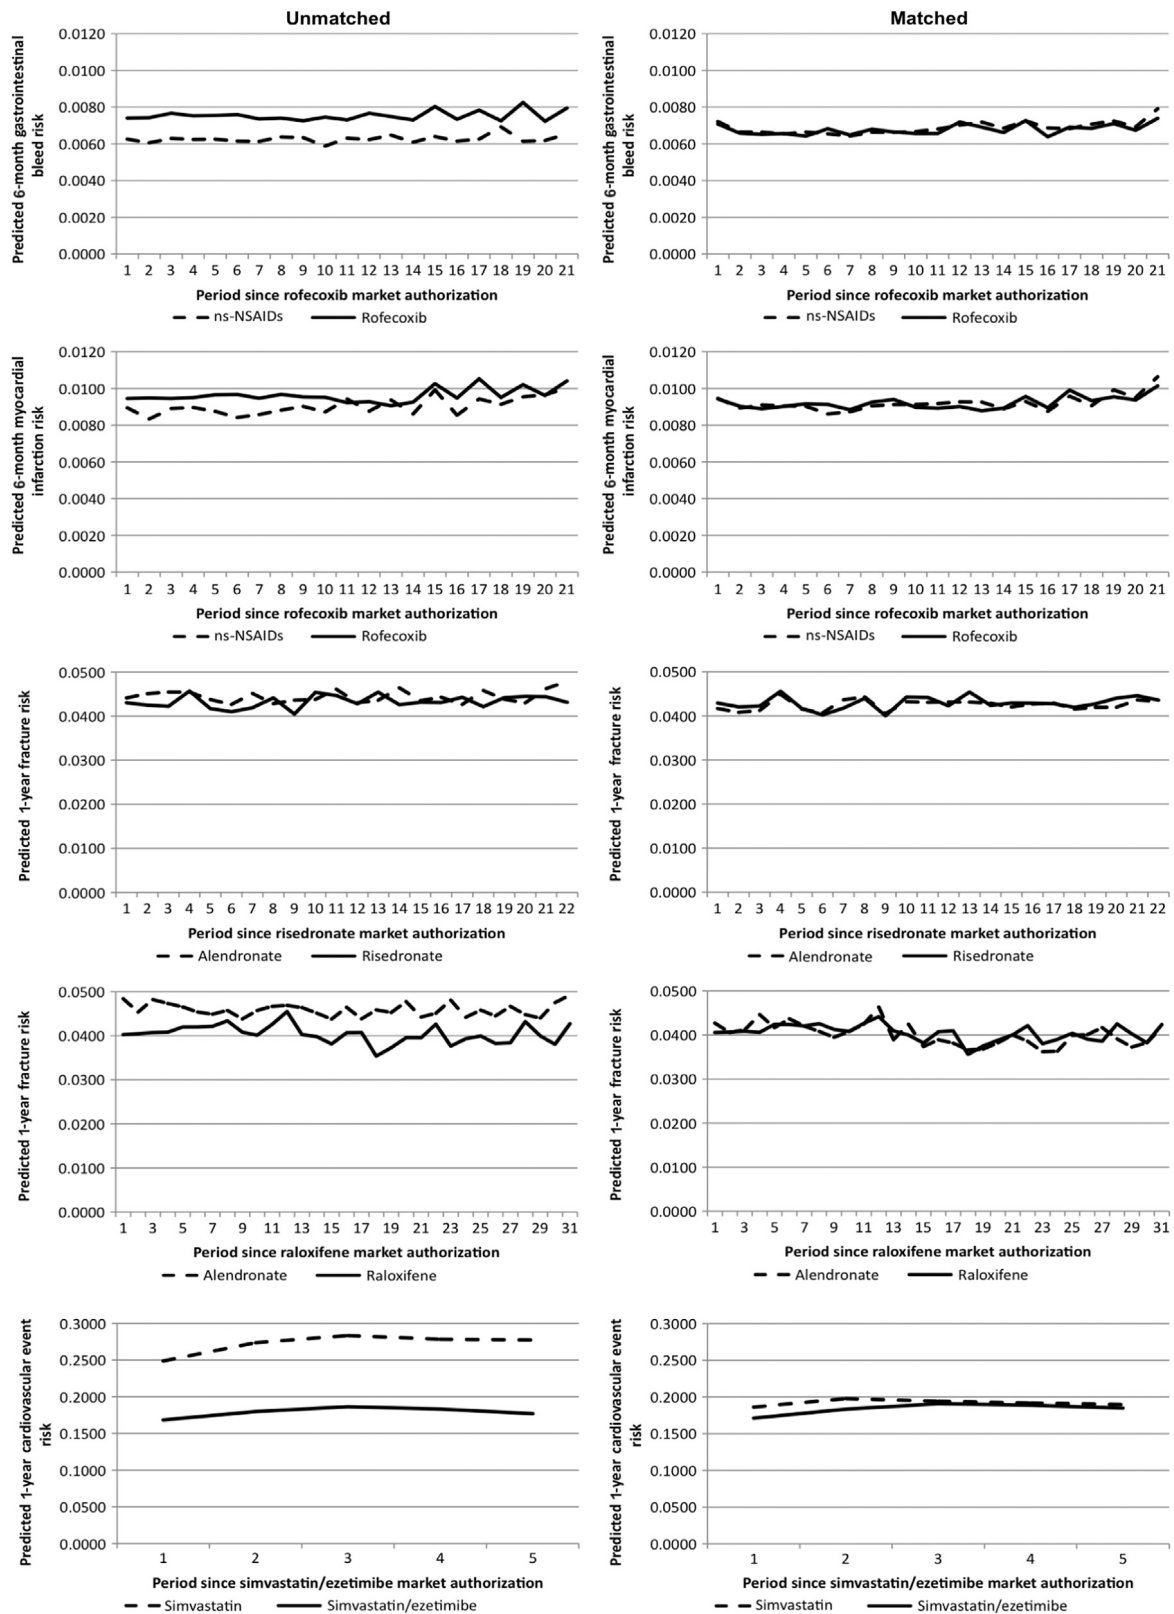 Unmatched
Predicted 6-month gastrointestinal
bleed risk
0.0120
0.0100
0.0080
0.0060
0.0040
0.0020
0.0000
1 2 3 4 5 6 7 8 9 10 11 12 13 14 15 16 17 18 19 20 21
Period since rofecoxib market authorization
ns-NSAIDs Rofecoxib
Matched
Predicted 6-month gastrointestinal
bleed risk
0.0120
0.0100
0.0080
0.0060
0.0040
0.0020
0.0000
1 2 3 4 5 6 7 8 9 10 11 12 13 14 15 16 17 18 19 20 21
Period since rofecoxib market authorization
ns-NSAIDs Rofecoxib
Predicted 6-month myocardial
infarction risk
0.0120
0.0100
0.0080
0.0060
0.0040
0.0020
0.0000
1 2 3 4 5 6 7 8 9 10 11 12 13 14 15 16 17 18 19 20 21
Period since rofecoxib market authorization
ns-NSAIDs Rofecoxib
Predicted 6-month myocardial
infarction risk
0.0120
0.0100
0.0080
0.0060
0.0040
0.0020
0.0000
1 2 3 4 5 6 7 8 9 10 11 12 13 14 15 16 17 18 19 20 21
Period since rofecoxib market authorization
ns-NSAIDs Rofecoxib
Predicted 1-year fracture risk
0.0500
0.0400
0.0300
0.0200
0.0100
0.0000
1 2 3 4 5 6 7 8 9 10 11 12 13 14 15 16 17 18 19 20 21 22
Period since risedronate market authorization
Alendronate Risedronate
Predicted 1-year fracture risk
0.0500
0.0400
0.0300
0.0200
0.0100
0.0000
1 2 3 4 5 6 7 8 9 10 11 12 13 14 15 16 17 18 19 20 21 22
Period since risedronate market authorization
Alendronate Risedronate
Predicted 1-year fracture risk
0.0500
0.0400
0.0300
0.0200
0.0100
0.0000
1 3 5 7 9 11 13 15 17 19 21 23 25 27 29 31
Period since raloxifene market authorization
Alendronate Raloxifene
Predicted 1-year fracture risk
0.0500
0.0400
0.0300
0.0200
0.0100
0.0000
1 3 5 7 9 11 13 15 17 19 21 23 25 27 29 31
Period since raloxifene market authorization
Alendronate Raloxifene
Predicted 1-year cardiovascular event
risk
0.3000
0.2500
0.2000
0.1500
0.1000
0.0500
0.0000
1 2 3 4 5
Period since simvastatin/ezetimibe market authorization
Simvastatin Simvastatin/ezetimibe
Predicted 1-year cardiovascular event
risk
0.3000
0.2500
0.2000
0.1500
0.1000
0.0500
0.0000
1 2 3 4 5
Period since simvastatin/ezetimibe market authorization
Simvastatin Simvastatin/ezetimibe